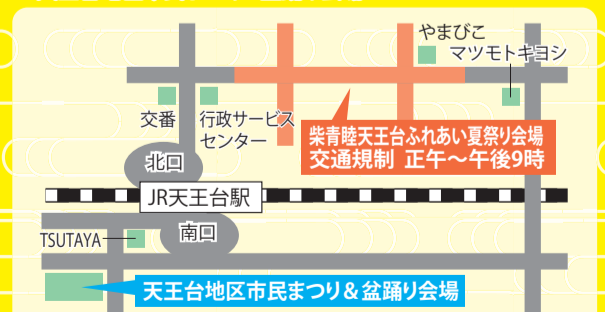 やまびこ
マツモトキヨシ
交番
行政サービス
センター
柴青睦天王台ふれあい夏祭り会場
交通規制 正午～午後9時
北口
JR天王台駅
南口
TSUTAYA
天王台地区市民まつり＆盆踊り会場